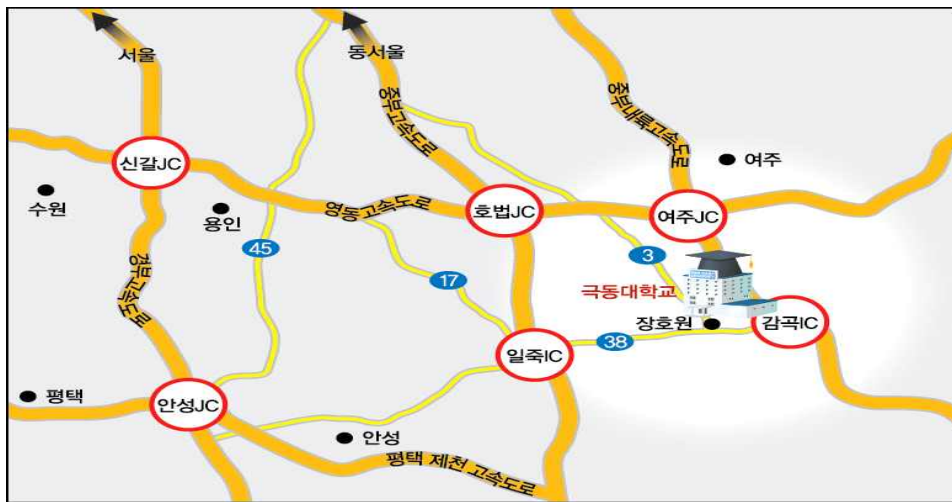 서울
동서울
중부고속도로
중부내륙고속도로
신갈JC
여주
수원
용인
영동고속도로
호법JC
여주JC
45
17
3
극동대학교
경부고속도로
장호원
감곡IC
일죽IC
38
평택
안성JC
안성
평택 제천 고속도로